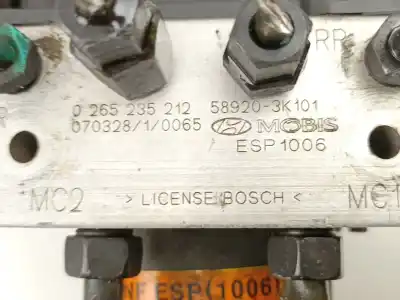 RR
R
0 265 235 212 58920-3K101
070328/1/0065 MOBIS
ESP 1006
MC2 > LICENSE BOSCH < MC1
NF ESP(1006)